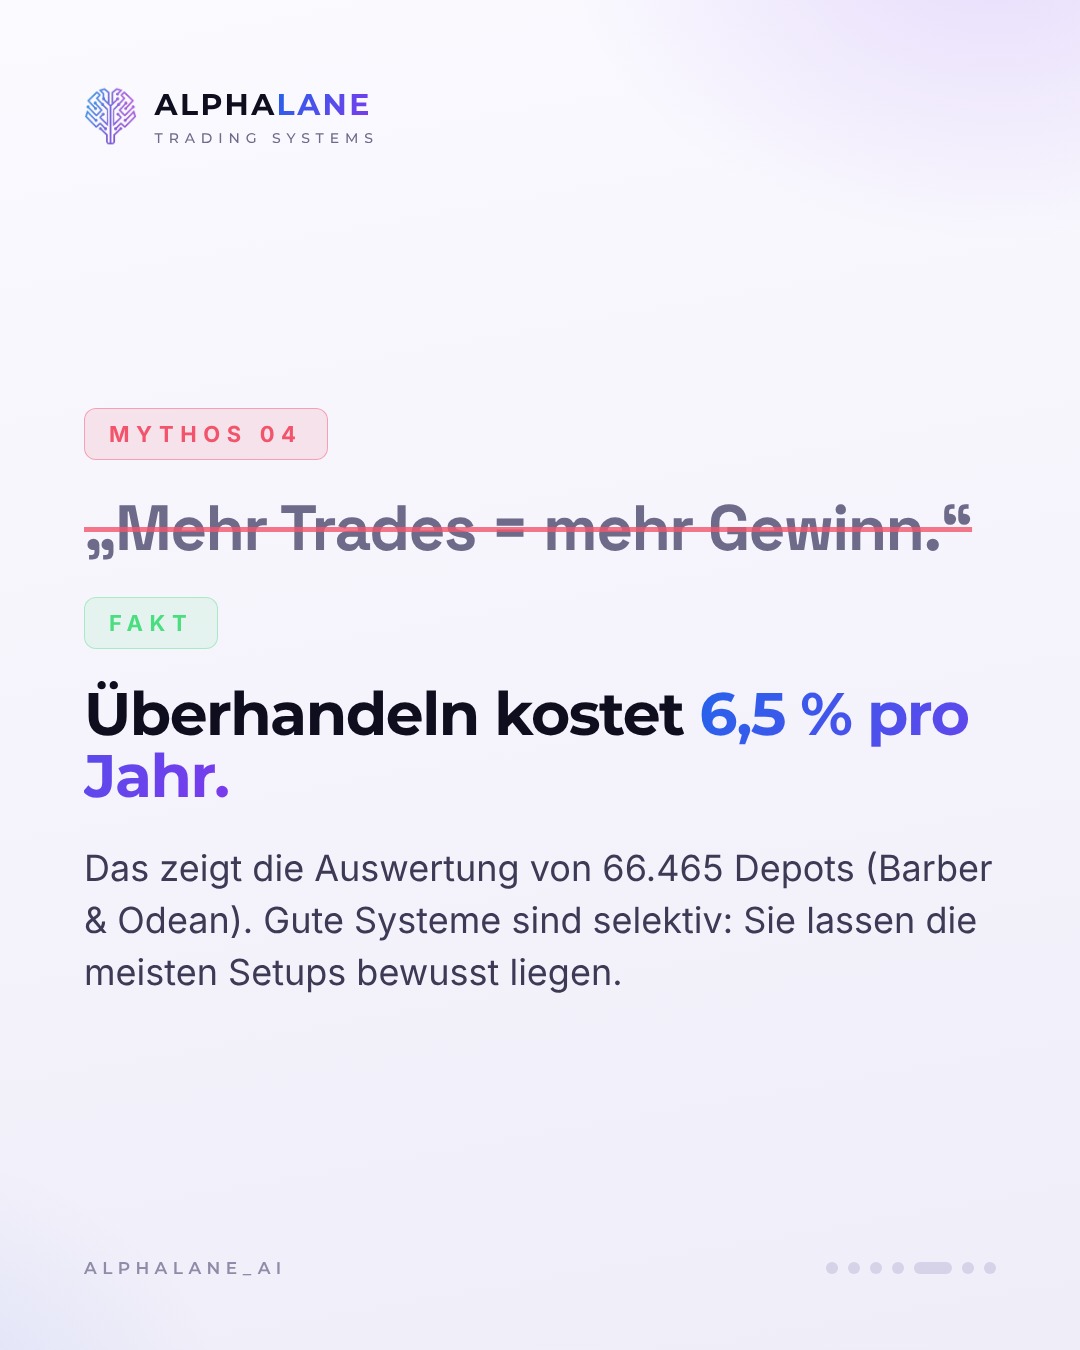 ALPHALANE
TRADING SYSTEMS
MYTHOS 04
„Mehr Trades = mehr Gewinn.“
FAKT
Überhandeln kostet 6,5 % pro
Jahr.
Das zeigt die Auswertung von 66.465 Depots (Barber
& Odean). Gute Systeme sind selektiv: Sie lassen die
meisten Setups bewusst liegen.
ALPHALANE_AI